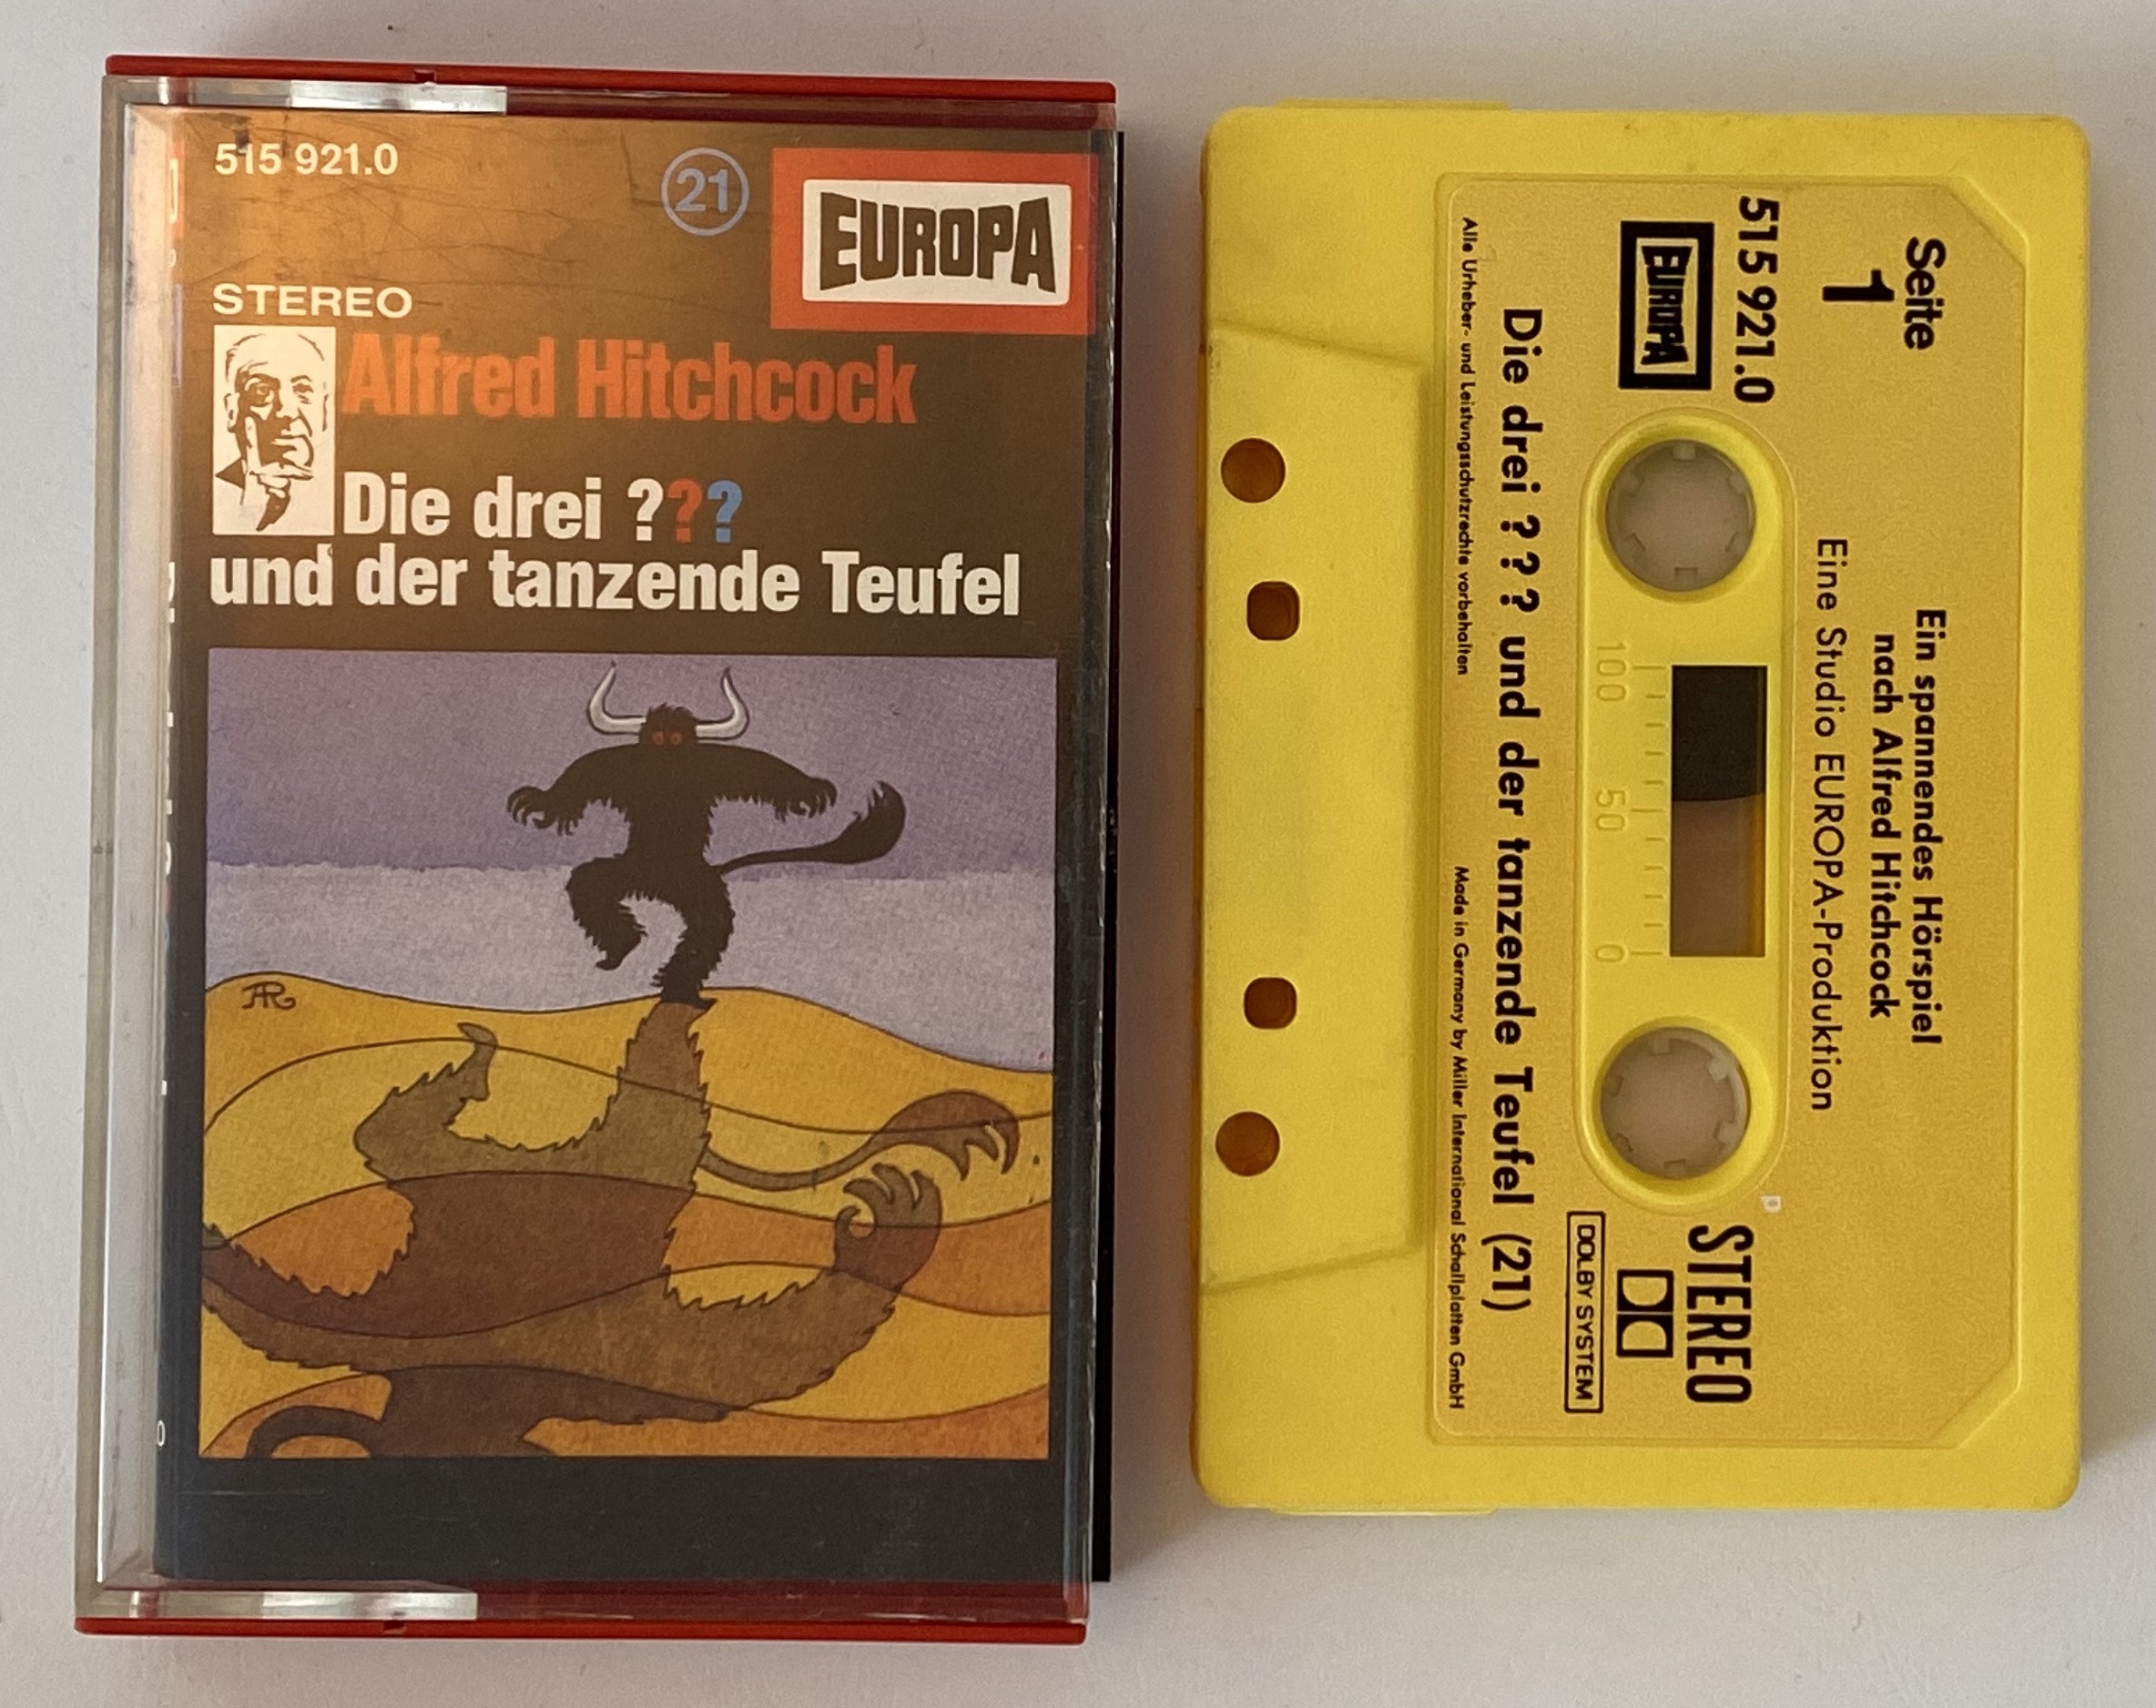 515 921.0
21
EUROPA
STEREO
Alfred Hitchcock
Die drei ???
und der tanzende Teufel
AR
Seite
1
515 921.0
EUROPA
Ein spannendes Hörspiel
nach Alfred Hitchcock
Eine Studio EUROPA-Produktion
100 50 0
STEREO
DOLBY SYSTEM
Die drei ? ? ? und der tanzende Teufel (21)
Alle Urheber- und Leistungsschutzrechte vorbehalten
Made in Germany by Miller International Schallplatten GmbH